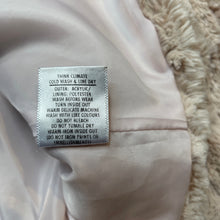 THINK CLIMATE
COLD WASH & LINE DRY
OUTER: ACRYLIC/
LINING: POLYESTER
WASH BEFORE WEAR
TURN INSIDE OUT
WARM DELICATE MACHINE
WASH WITH LIKE COLOURS
DO NOT BLEACH
DO NOT TUMBLE DRY
WARM IRON INSIDE OUT
(DO NOT IRON PRINTS OR
EMBELLISHMENTS)